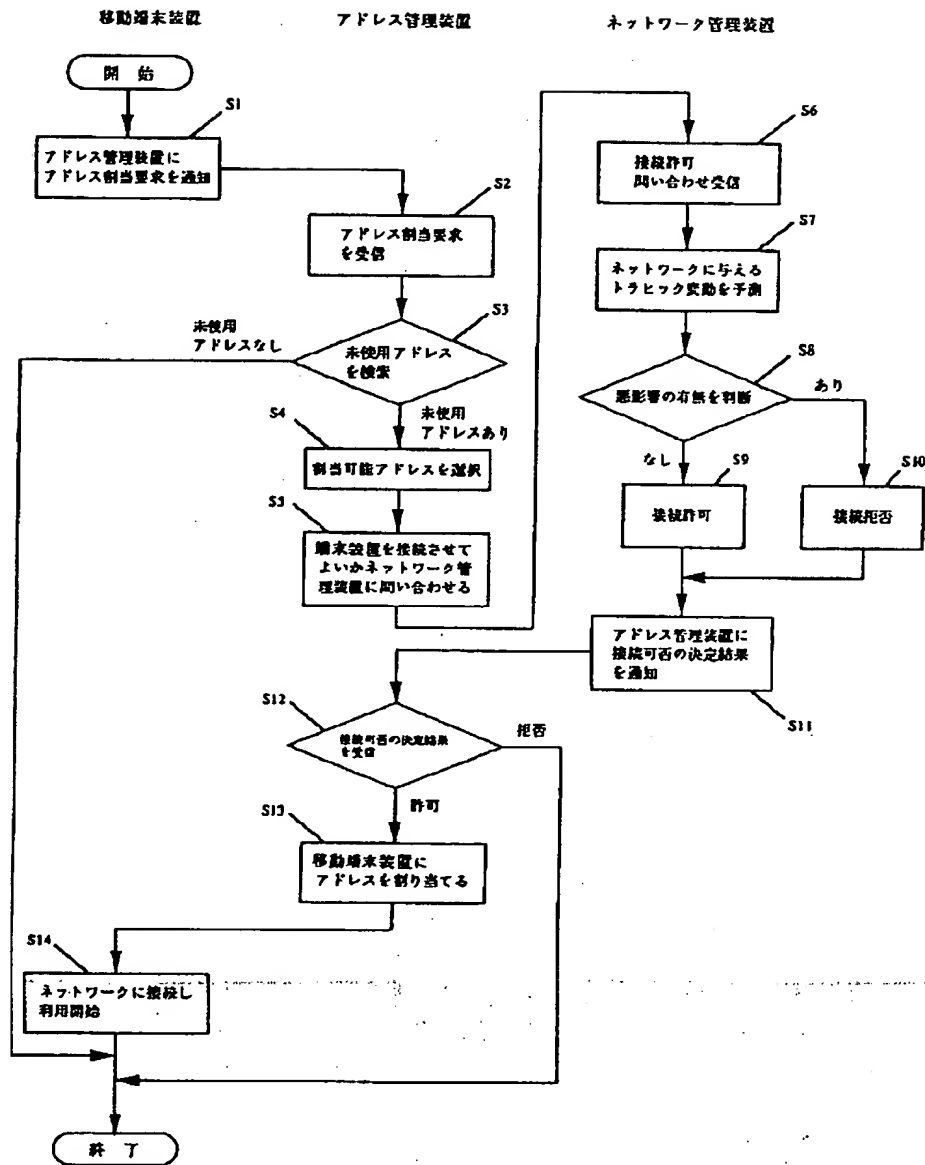 移動端末装置
アドレス管理装置
ネットワーク管理装置
開 始
S1
アドレス管理装置に
アドレス割当要求を通知
S2
アドレス割当要求
を受信
S3
未使用アドレス
を検索
未使用
アドレスなし
未使用
アドレスあり
S4
割当可能アドレスを選択
S5
端末装置を接続させて
よいかネットワーク管
理装置に問い合わせる
S6
接続許可
問い合わせ受信
S7
ネットワークに与える
トラヒック変動を予測
S8
悪影響の有無を判断
あり
なし
S9
接続許可
S10
接続拒否
アドレス管理装置に
接続可否の決定結果
を通知
S11
S12
接続可否の決定結果
を受信
拒否
許可
S13
移動端末装置に
アドレスを割り当てる
S14
ネットワークに接続し
利用開始
終 了